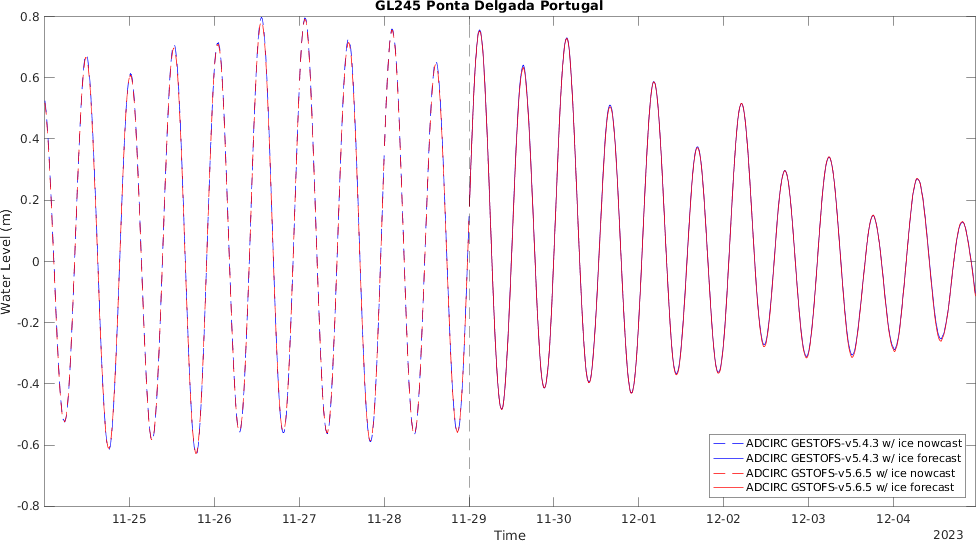 GL245 Ponta Delgada Portugal
0.8
0.6
0.4
0.2
0
-0.2
-0.4
-0.6
-0.8
Water Level (m)
ADCIRC GESTOFS-v5.4.3 w/ ice nowcast
ADCIRC GESTOFS-v5.4.3 w/ ice forecast
ADCIRC GSTOFS-v5.6.5 w/ ice nowcast
ADCIRC GSTOFS-v5.6.5 w/ ice forecast
11-25 11-26 11-27 11-28 11-29 11-30 12-01 12-02 12-03 12-04
Time
2023